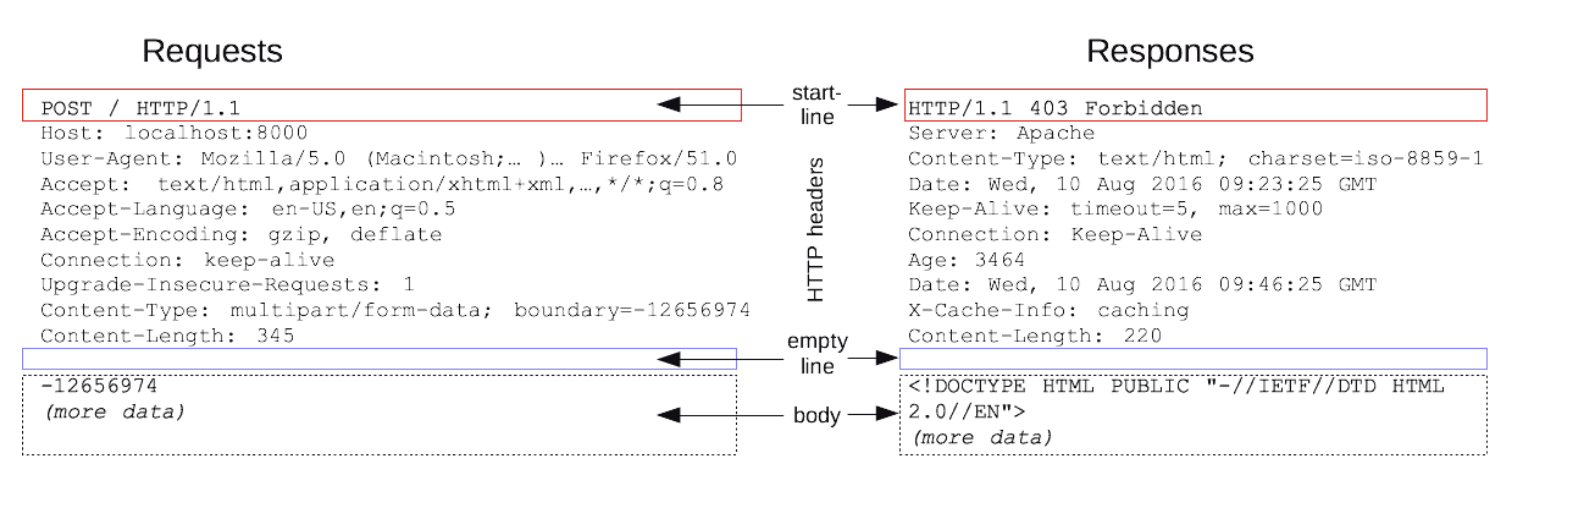 Requests
POST / HTTP/1.1
Host: localhost:8000
User-Agent: Mozilla/5.0 (Macintosh;… )… Firefox/51.0
Accept: text/html,application/xhtml+xml,…,*/*;q=0.8
Accept-Language: en-US,en;q=0.5
Accept-Encoding: gzip, deflate
Connection: keep-alive
Upgrade-Insecure-Requests: 1
Content-Type: multipart/form-data; boundary=-12656974
Content-Length: 345
-12656974
(more data)
start-
line
HTTP headers
empty
line
body
Responses
HTTP/1.1 403 Forbidden
Server: Apache
Content-Type: text/html; charset=iso-8859-1
Date: Wed, 10 Aug 2016 09:23:25 GMT
Keep-Alive: timeout=5, max=1000
Connection: Keep-Alive
Age: 3464
Date: Wed, 10 Aug 2016 09:46:25 GMT
X-Cache-Info: caching
Content-Length: 220
<!DOCTYPE HTML PUBLIC "-//IETF//DTD HTML
2.0//EN">
(more data)